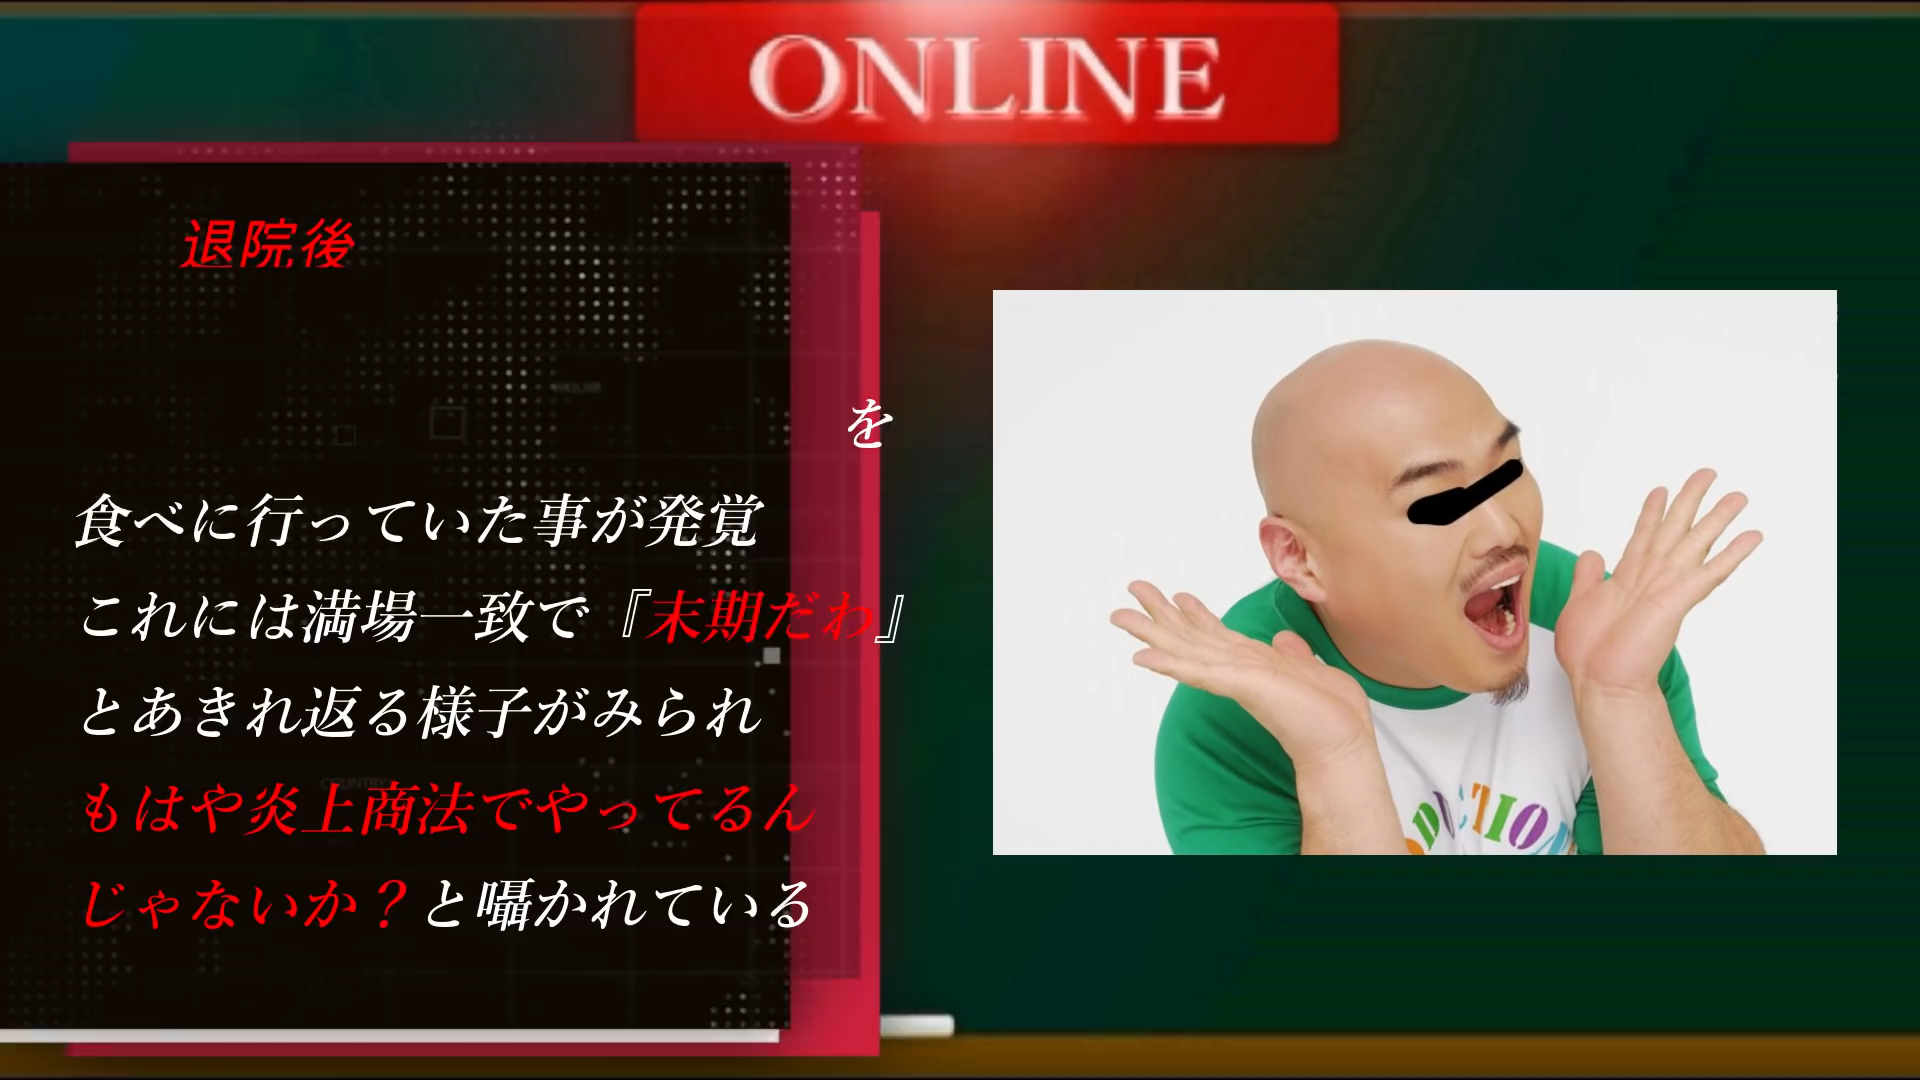 ONLINE
退院後
を
食べに行っていた事が発覚
これには満場一致で『末期だわ』
とあきれ返る様子がみられ
もはや炎上商法でやってるん
じゃないか？と囁かれている